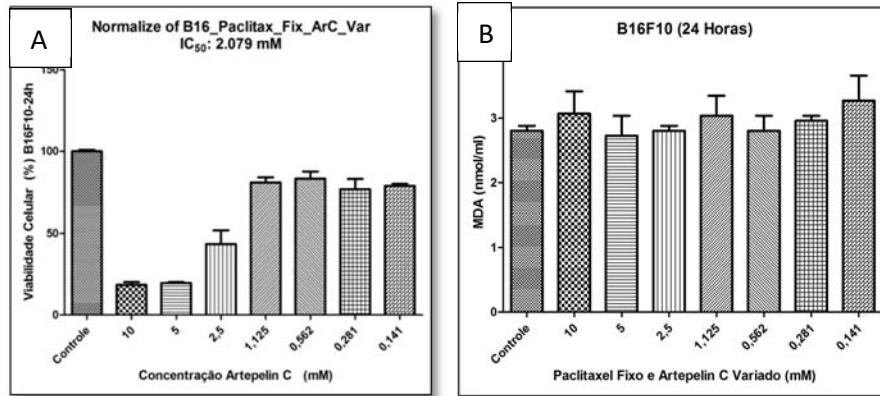 A
Normalize of B16_Paclitax_Fix_ArC_Var
IC50: 2.079 mM
Viabilidade Celular (%) B16F10-24h
150
100
50
0
Controle
10
5
2,5
1,125
0,562
0,281
0,141
Concentração Artepelin C (mM)
B
B16F10 (24 Horas)
MDA (nmol/ml)
3
2
1
0
Controle
10
5
2,5
1,125
0,562
0,281
0,141
Paclitaxel Fixo e Artepelin C Variado (mM)